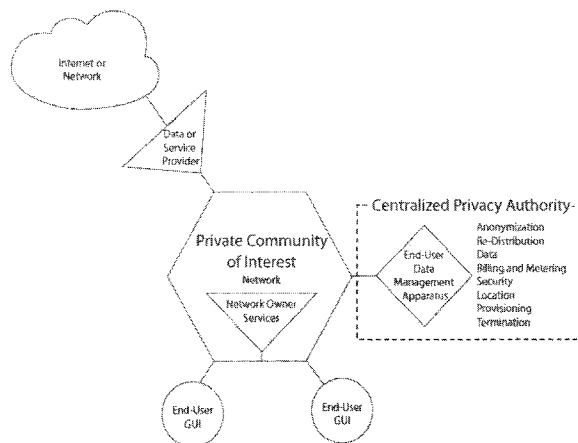 Internet or
Network
Data or
Service
Provider
Private Community
of Interest
Network
Network Owner
Services
Centralized Privacy Authority
End-User
Data
Management
Apparatus
Anonymization
Re-Distribution
Data
Billing and Metering
Security
Location
Provisioning
Termination
End-User
GUI
End-User
GUI